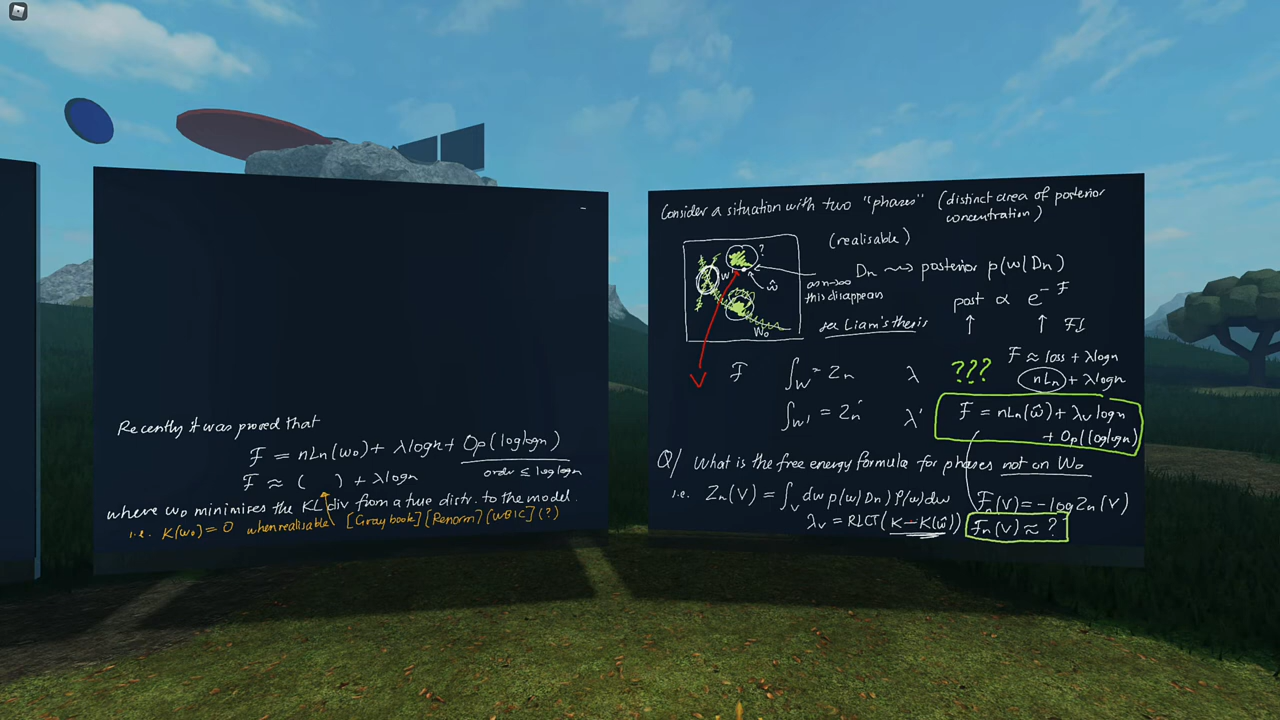 Recently it was proved that
F = nLn(w₀) + λlogn + Op(loglogn)
order ≤ loglogn
F ≈ (    ) + λlogn
where w₀ minimises the KL div from a true distr. to the model.
i.e. K(w₀) = 0 when realisable [Gray book] [Renorm] [WBIC] (?)
Consider a situation with two "phases" (distinct area of posterior
concentration)
(realisable)
?
w
ŵ
W₀
V
Dn ⇝ posterior p(w|Dn)
as n→∞
this disappears
post ∝ e^-F
see Liam's thesis
↑ ↑ F↓
F ≈ loss + λlogn
nLn + λlogn
F ∫_W = Zn λ ???
∫_W' = Zn' λ'
F = nLn(ŵ) + λᵥ logn
+ Op(loglogn)
Q/ What is the free energy formula for phases not on W₀
i.e. Zn(V) = ∫_V dw p(w|Dn) φ(w)dw
Fn(V) = -log Zn(V)
λᵥ = RLCT(K - K(ŵ))
Fn(V) ≈ ?